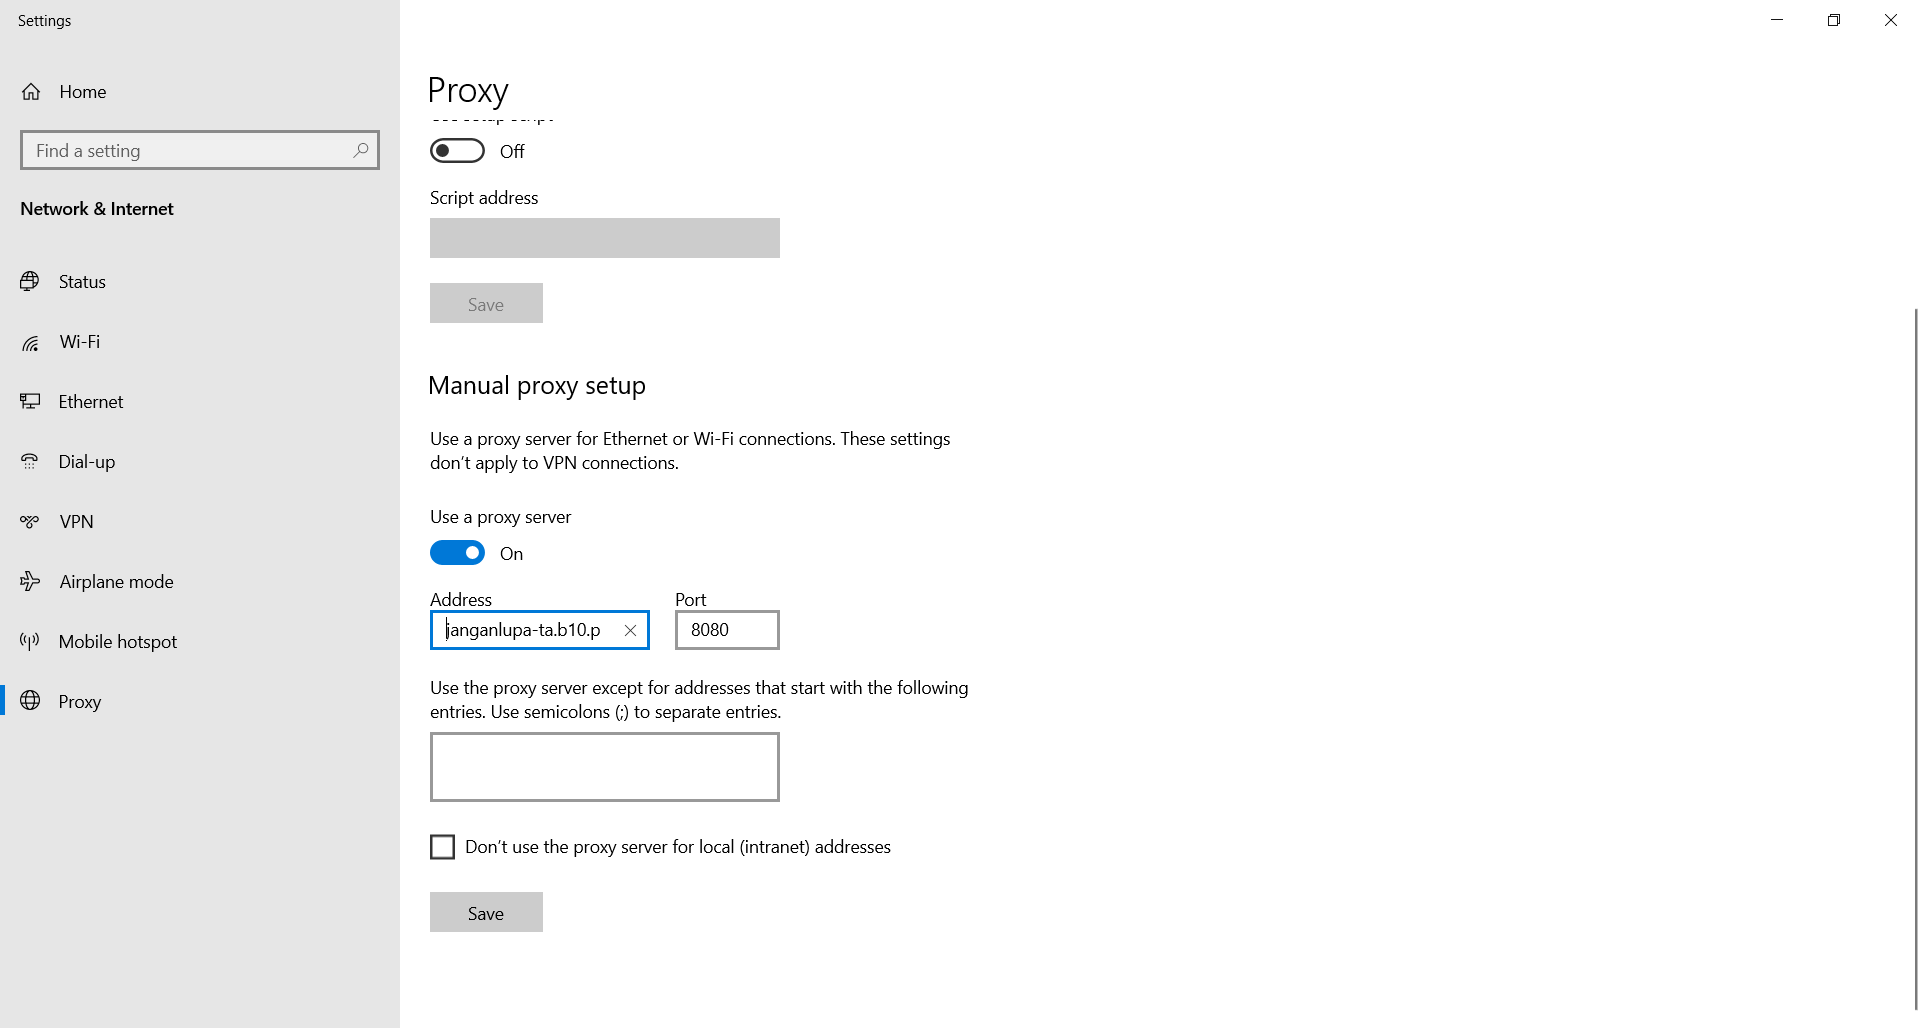 Settings
Home
Find a setting
Network & Internet
Status
Wi-Fi
Ethernet
Dial-up
VPN
Airplane mode
Mobile hotspot
Proxy
Proxy
Use setup script
Off
Script address
Save
Manual proxy setup
Use a proxy server for Ethernet or Wi-Fi connections. These settings
don't apply to VPN connections.
Use a proxy server
On
Address
Port
janganlupa-ta.b10.p
8080
Use the proxy server except for addresses that start with the following
entries. Use semicolons (;) to separate entries.
Don't use the proxy server for local (intranet) addresses
Save